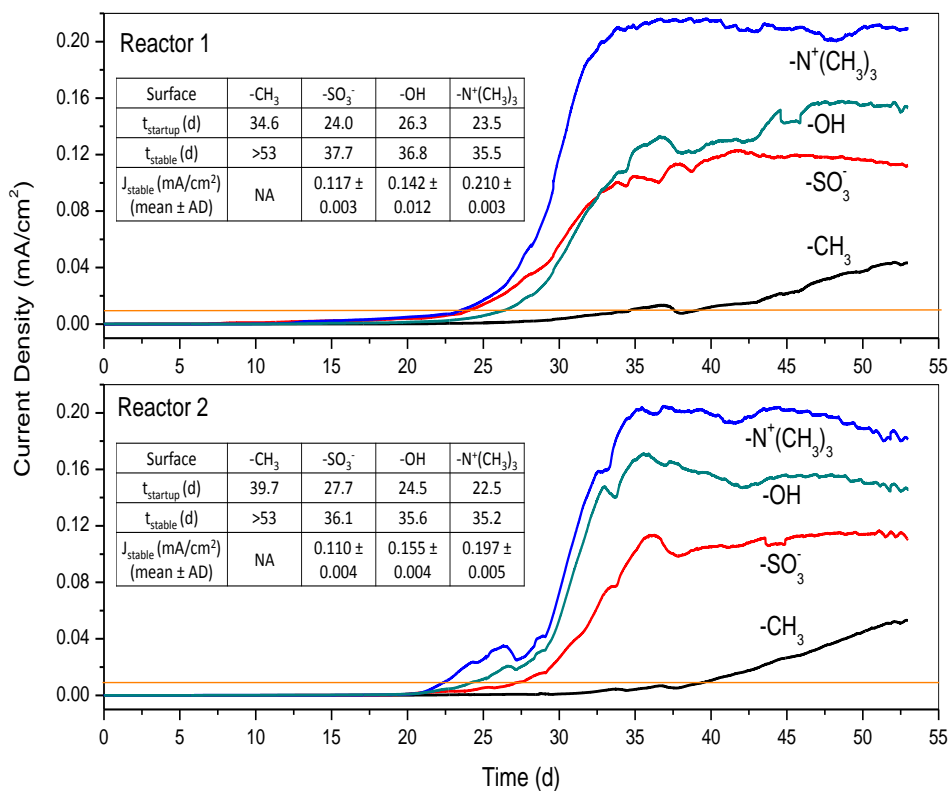 Current Density (mA/cm²)
0.20
0.16
0.12
0.08
0.04
0.00
Reactor 1
Surface -CH₃ -SO₃⁻ -OH -N⁺(CH₃)₃
t_startup (d) 34.6 24.0 26.3 23.5
t_stable (d) >53 37.7 36.8 35.5
J_stable (mA/cm²) (mean ± AD) NA 0.117 ± 0.003 0.142 ± 0.012 0.210 ± 0.003
-N⁺(CH₃)₃
-OH
-SO₃⁻
-CH₃
0 5 10 15 20 25 30 35 40 45 50 55
0.20
0.16
0.12
0.08
0.04
0.00
Reactor 2
Surface -CH₃ -SO₃⁻ -OH -N⁺(CH₃)₃
t_startup (d) 39.7 27.7 24.5 22.5
t_stable (d) >53 36.1 35.6 35.2
J_stable (mA/cm²) (mean ± AD) NA 0.110 ± 0.004 0.155 ± 0.004 0.197 ± 0.005
-N⁺(CH₃)₃
-OH
-SO₃⁻
-CH₃
0 5 10 15 20 25 30 35 40 45 50 55
Time (d)